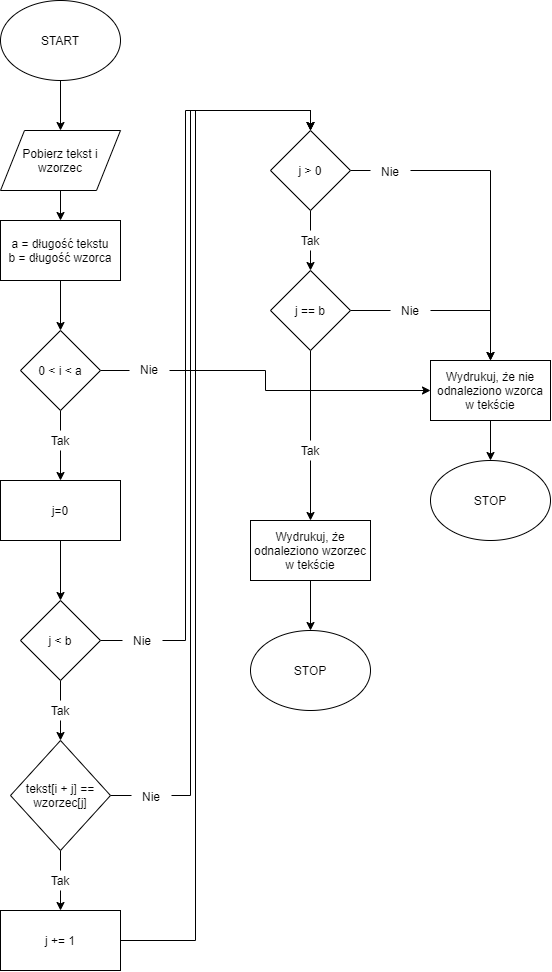 START
Pobierz tekst i
wzorzec
a = długość tekstu
b = długość wzorca
0 < i < a
Nie
Tak
j=0
j < b
Nie
Tak
tekst[i + j] ==
wzorzec[j]
Nie
Tak
j += 1
j > 0
Nie
Tak
j == b
Nie
Tak
Wydrukuj, że
odnaleziono wzorzec
w tekście
STOP
Wydrukuj, że nie
odnaleziono wzorca
w tekście
STOP